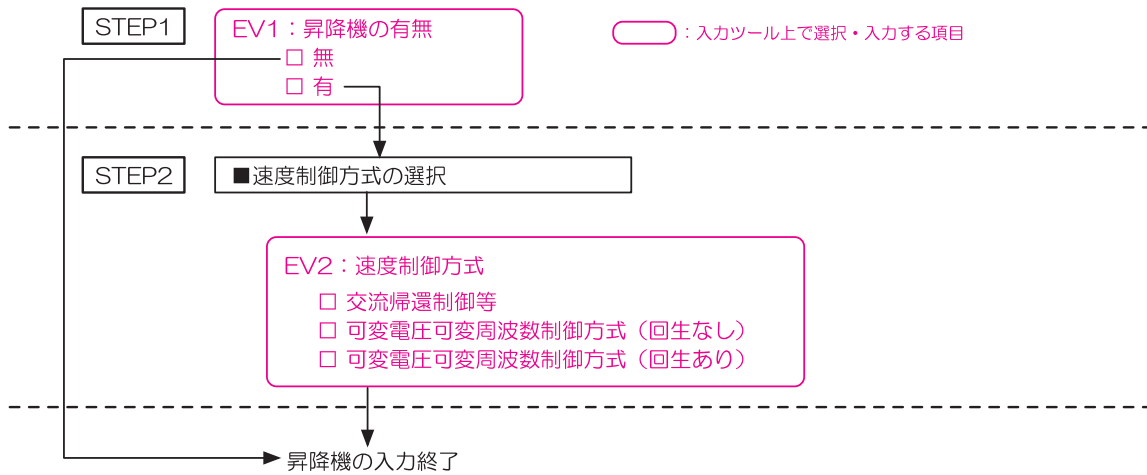 STEP1
EV1：昇降機の有無
□ 無
□ 有
：入力ツール上で選択・入力する項目
STEP2
■速度制御方式の選択
EV2：速度制御方式
□ 交流帰還制御等
□ 可変電圧可変周波数制御方式（回生なし）
□ 可変電圧可変周波数制御方式（回生あり）
昇降機の入力終了